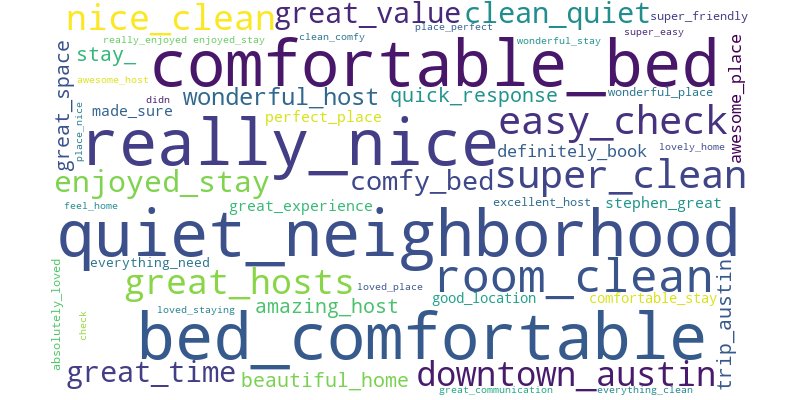 nice_clean great_value clean_quiet super_friendly
really_enjoyed enjoyed_stay clean_comfy place_perfect super_easy
great_space stay_ comfortable_bed wonderful_stay awesome_place
awesome_host
wonderful_host quick_response wonderful_place
place_nice made_sure didn
perfect_place easy_check
really_nice definitely_book lovely_home
enjoyed_stay comfy_bed super_clean
feel_home great_experience excellent_host stephen_great
quiet_neighborhood
everything_need room_clean trip_austin
absolutely_loved great_hosts loved_place
loved_staying amazing_host good_location comfortable_stay
check bed_comfortable
great_time beautiful_home downtown_austin
great_communication everything_clean